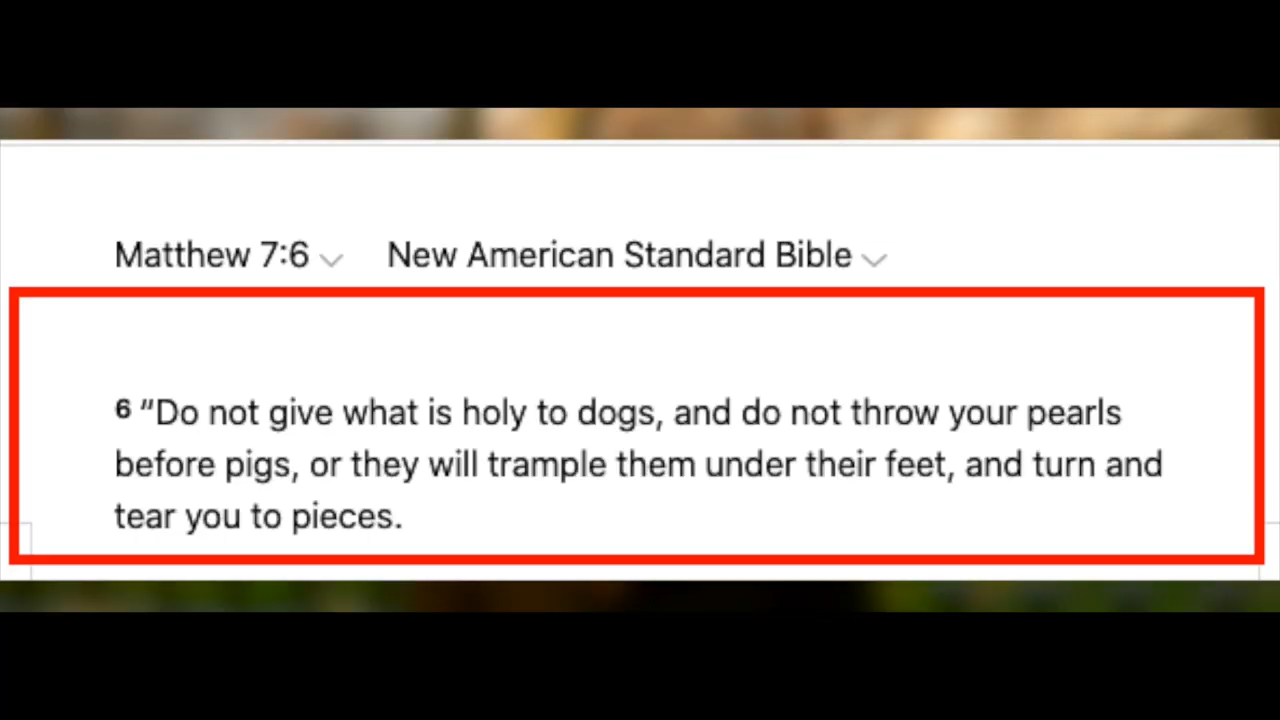 Matthew 7:6 New American Standard Bible
6 "Do not give what is holy to dogs, and do not throw your pearls
before pigs, or they will trample them under their feet, and turn and
tear you to pieces.